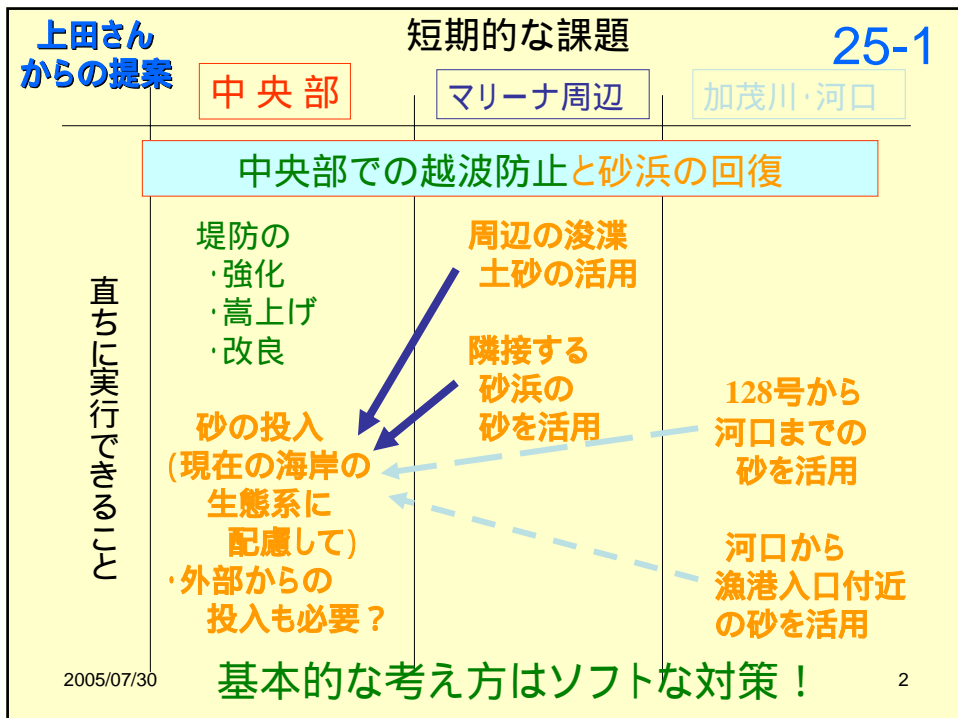 上田さん
からの提案
短期的な課題
25-1
中 央 部
マリーナ周辺
加茂川・河口
中央部での越波防止と砂浜の回復
直ちに実行できること
堤防の
・強化
・嵩上げ
・改良
砂の投入
(現在の海岸の
生態系に
配慮して)
・外部からの
投入も必要？
周辺の浚渫
土砂の活用
隣接する
砂浜の
砂を活用
128号から
河口までの
砂を活用
河口から
漁港入口付近
の砂を活用
2005/07/30
基本的な考え方はソフトな対策！
2